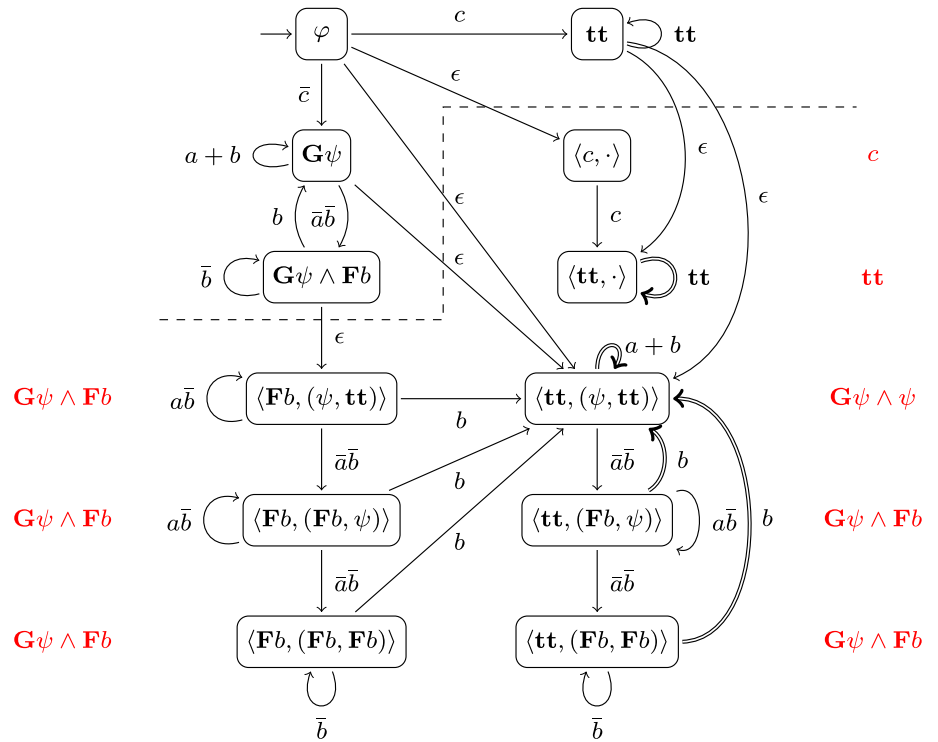 φ c tt tt
c̄ ϵ
a + b Gψ ϵ ⟨c, ·⟩ ϵ ϵ c
b āb̄ c
b̄ Gψ ∧ Fb ϵ ⟨tt, ·⟩ tt tt
ϵ a + b
Gψ ∧ Fb ab̄ ⟨Fb, (ψ, tt)⟩ b ⟨tt, (ψ, tt)⟩ Gψ ∧ ψ
āb̄ b āb̄ b
Gψ ∧ Fb ab̄ ⟨Fb, (Fb, ψ)⟩ ⟨tt, (Fb, ψ)⟩ ab̄ b Gψ ∧ Fb
āb̄ b āb̄
Gψ ∧ Fb ⟨Fb, (Fb, Fb)⟩ ⟨tt, (Fb, Fb)⟩ Gψ ∧ Fb
b̄ b̄